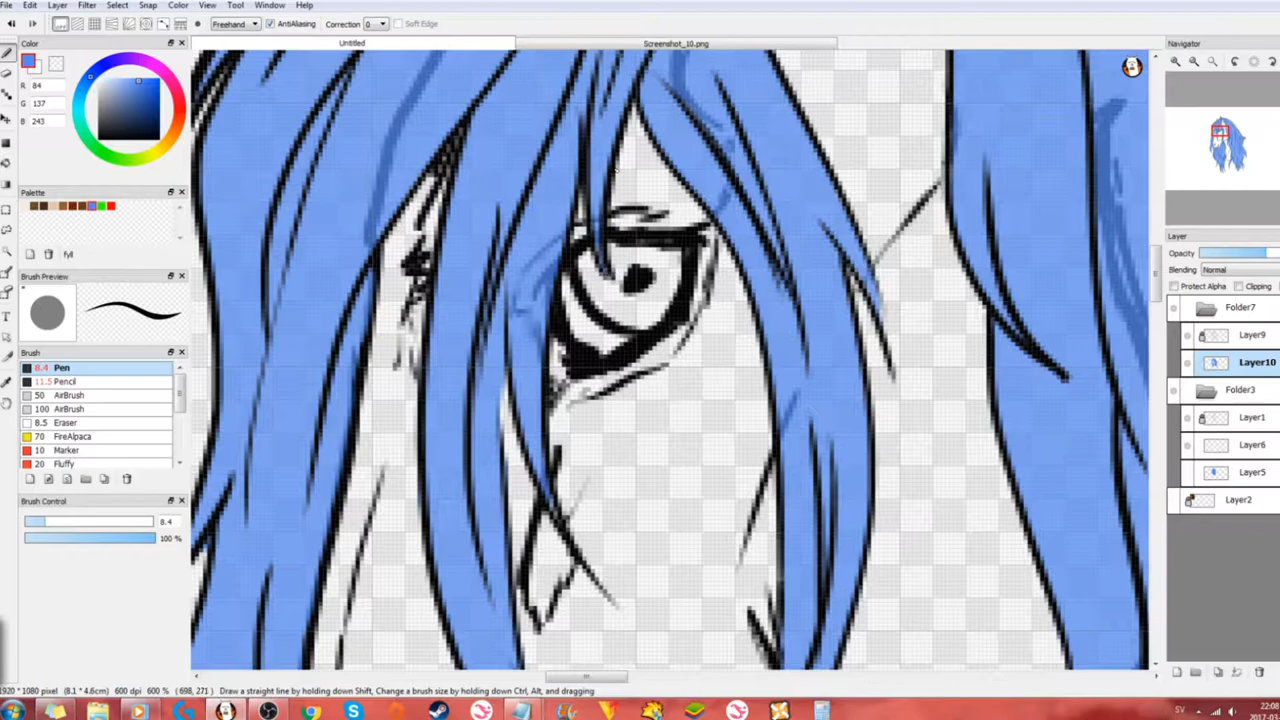 File Edit Layer Filter Select Snap Color View Tool Window Help
Freehand AntiAliasing Correction 0 Soft Edge
Color
Untitled
Screenshot_10.png
Navigator
R 84
G 137
B 243
Palette
fyll
Brush Preview
Brush
8.4 Pen
11.5 Pencil
50 AirBrush
100 AirBrush
8.5 Eraser
70 FireAlpaca
10 Marker
20 Fluffy
Brush Control
8.4
100 %
Layer
Opacity
Blending Normal
Protect Alpha Clipping
Folder7
Layer9
Layer10
Folder3
Layer1
Layer6
Layer5
Layer2
1920 * 1080 pixel (8.1 * 4.6cm) 600 dpi 600 % (698, 271) Draw a straight line by holding down Shift, Change a brush size by holding down Ctrl, Alt, and dragging
SV
22:08